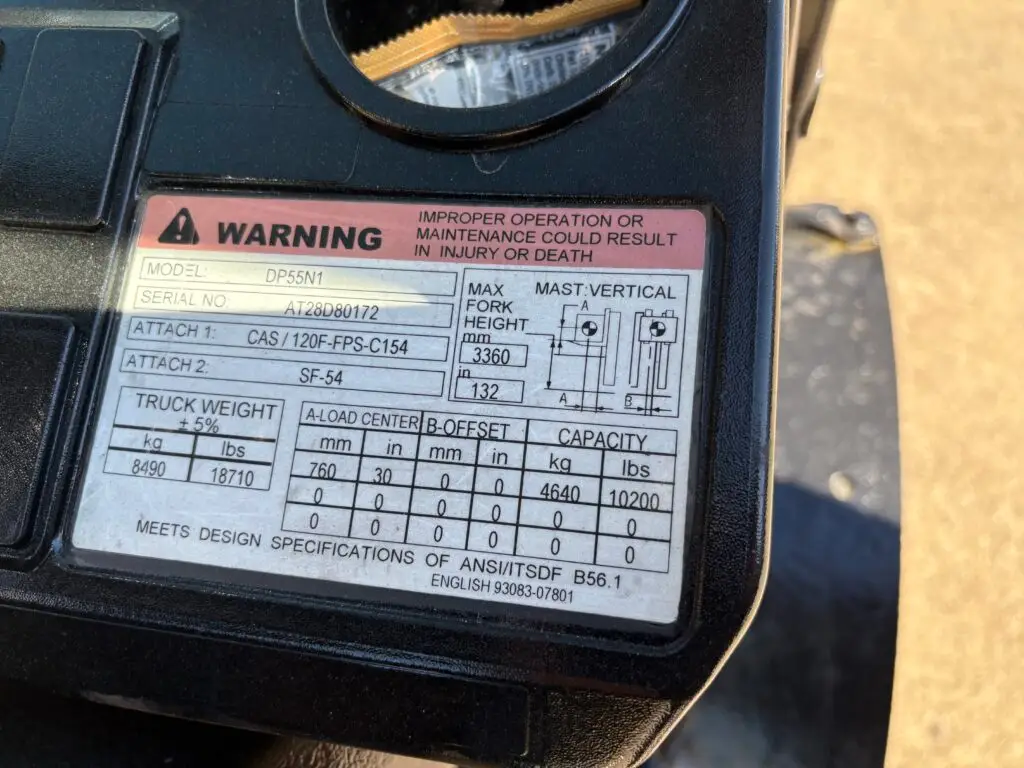 WARNING
IMPROPER OPERATION OR
MAINTENANCE COULD RESULT
IN INJURY OR DEATH
MODEL: DP55N1
SERIAL NO: AT28D80172
ATTACH 1: CAS / 120F-FPS-C154
ATTACH 2: SF-54
MAX
FORK
HEIGHT
mm
3360
in
132
MAST:VERTICAL
A
A
B
TRUCK WEIGHT
± 5%
kg lbs
8490 18710
A-LOAD CENTER B-OFFSET CAPACITY
mm in mm in kg lbs
760 30 0 0 4640 10200
0 0 0 0 0 0
0 0 0 0 0 0
MEETS DESIGN SPECIFICATIONS OF ANSI/ITSDF B56.1
ENGLISH 93083-07801